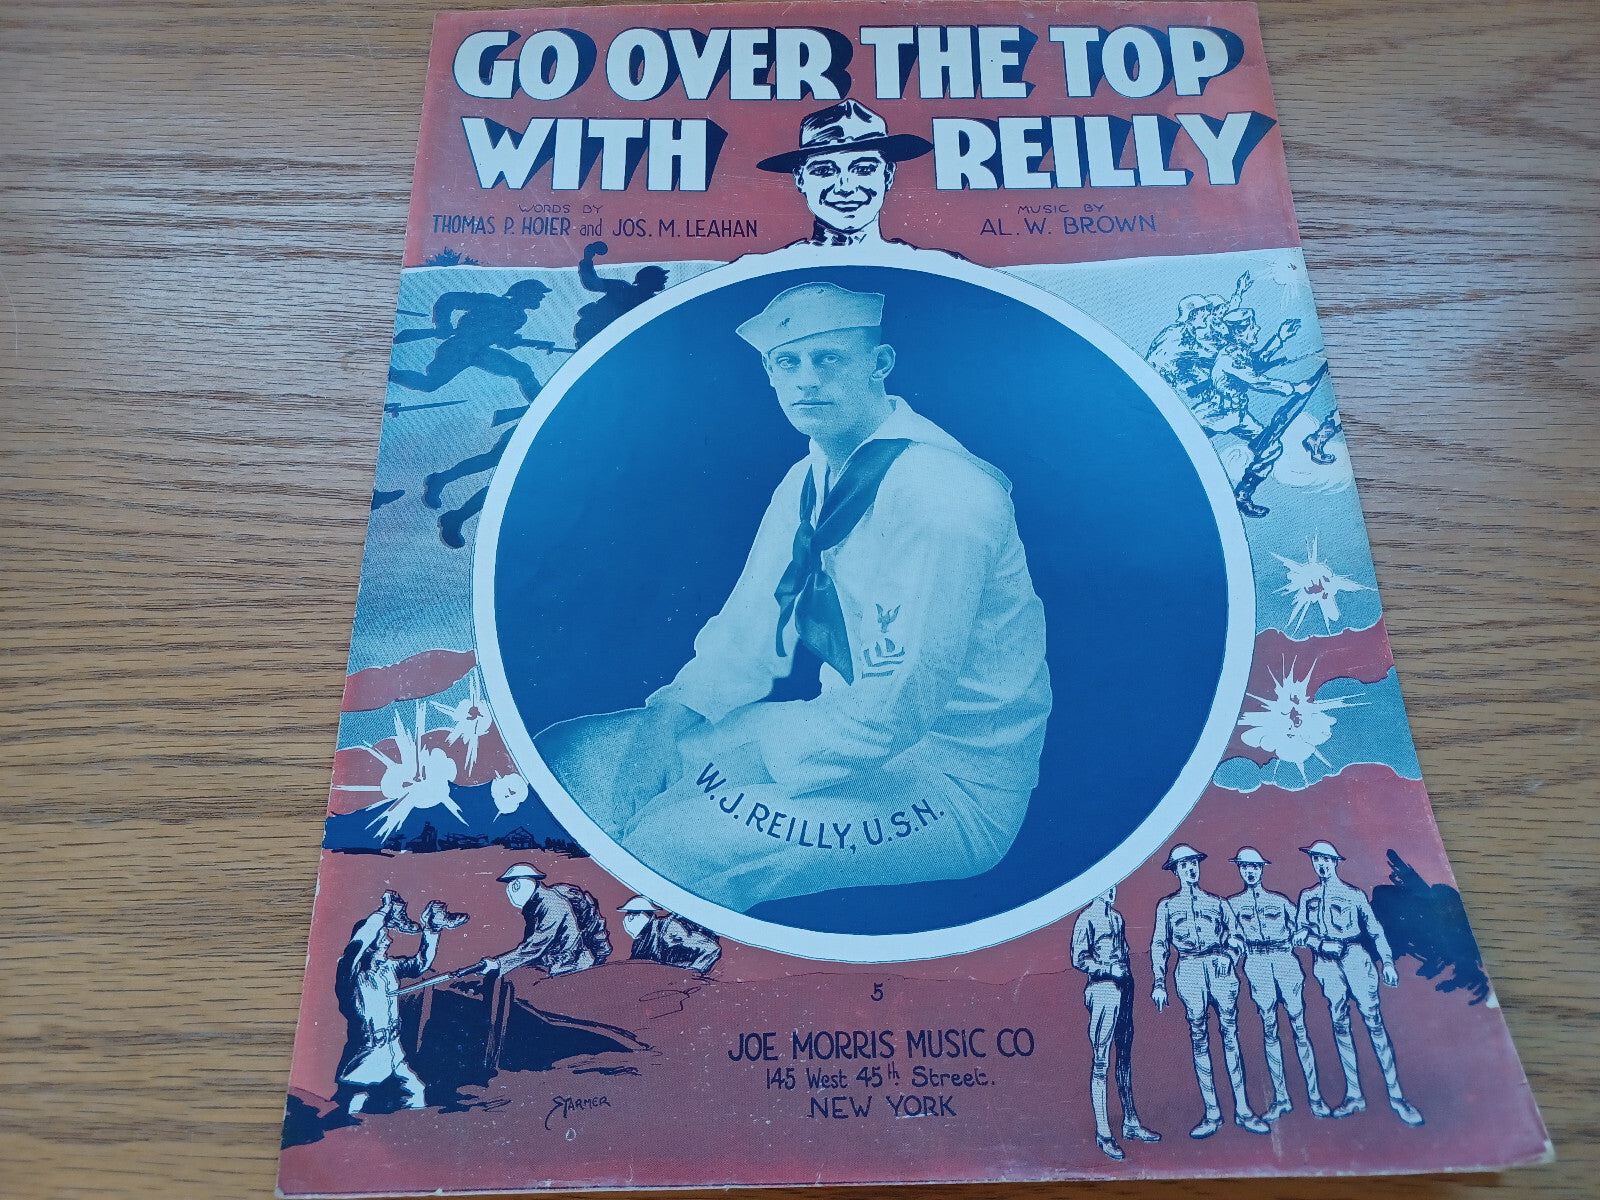 GO OVER THE TOP
WITH REILLY
WORDS BY
THOMAS P. HOIER and JOS. M. LEAHAN
MUSIC BY
AL. W. BROWN
W. J. REILLY, U.S.N.
5
JOE MORRIS MUSIC CO
145 West 45th Street.
NEW YORK
STARMER